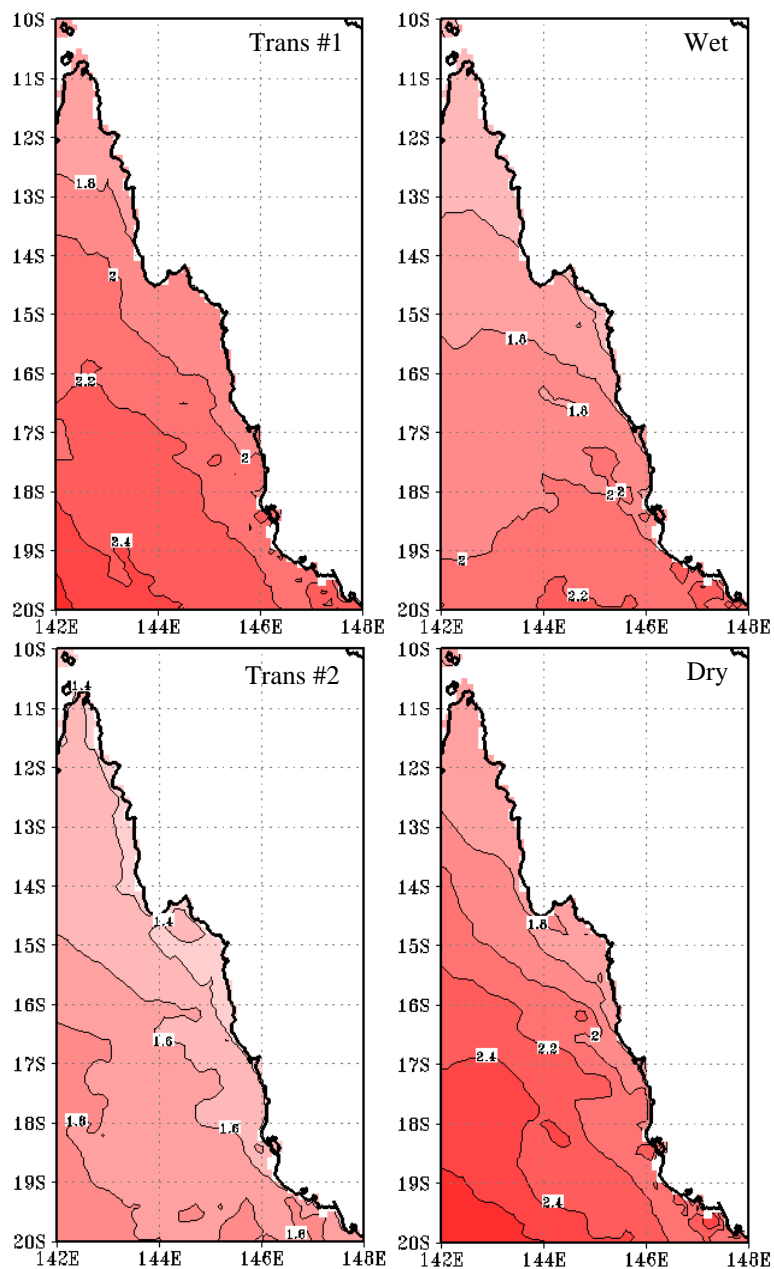 Trans #1
10S
11S
12S
13S
14S
15S
16S
17S
18S
19S
20S
142E 144E 146E 148E
1.8
2
2.2
2
2.4
Wet
10S
11S
12S
13S
14S
15S
16S
17S
18S
19S
20S
142E 144E 146E 148E
1.8
1.8
2 2
2
2.2
Trans #2
10S
11S
12S
13S
14S
15S
16S
17S
18S
19S
20S
142E 144E 146E 148E
1.4
1.4
1.6
1.6 1.6
1.6
Dry
10S
11S
12S
13S
14S
15S
16S
17S
18S
19S
20S
142E 144E 146E 148E
1.8
2
2.2
2.4
2.4